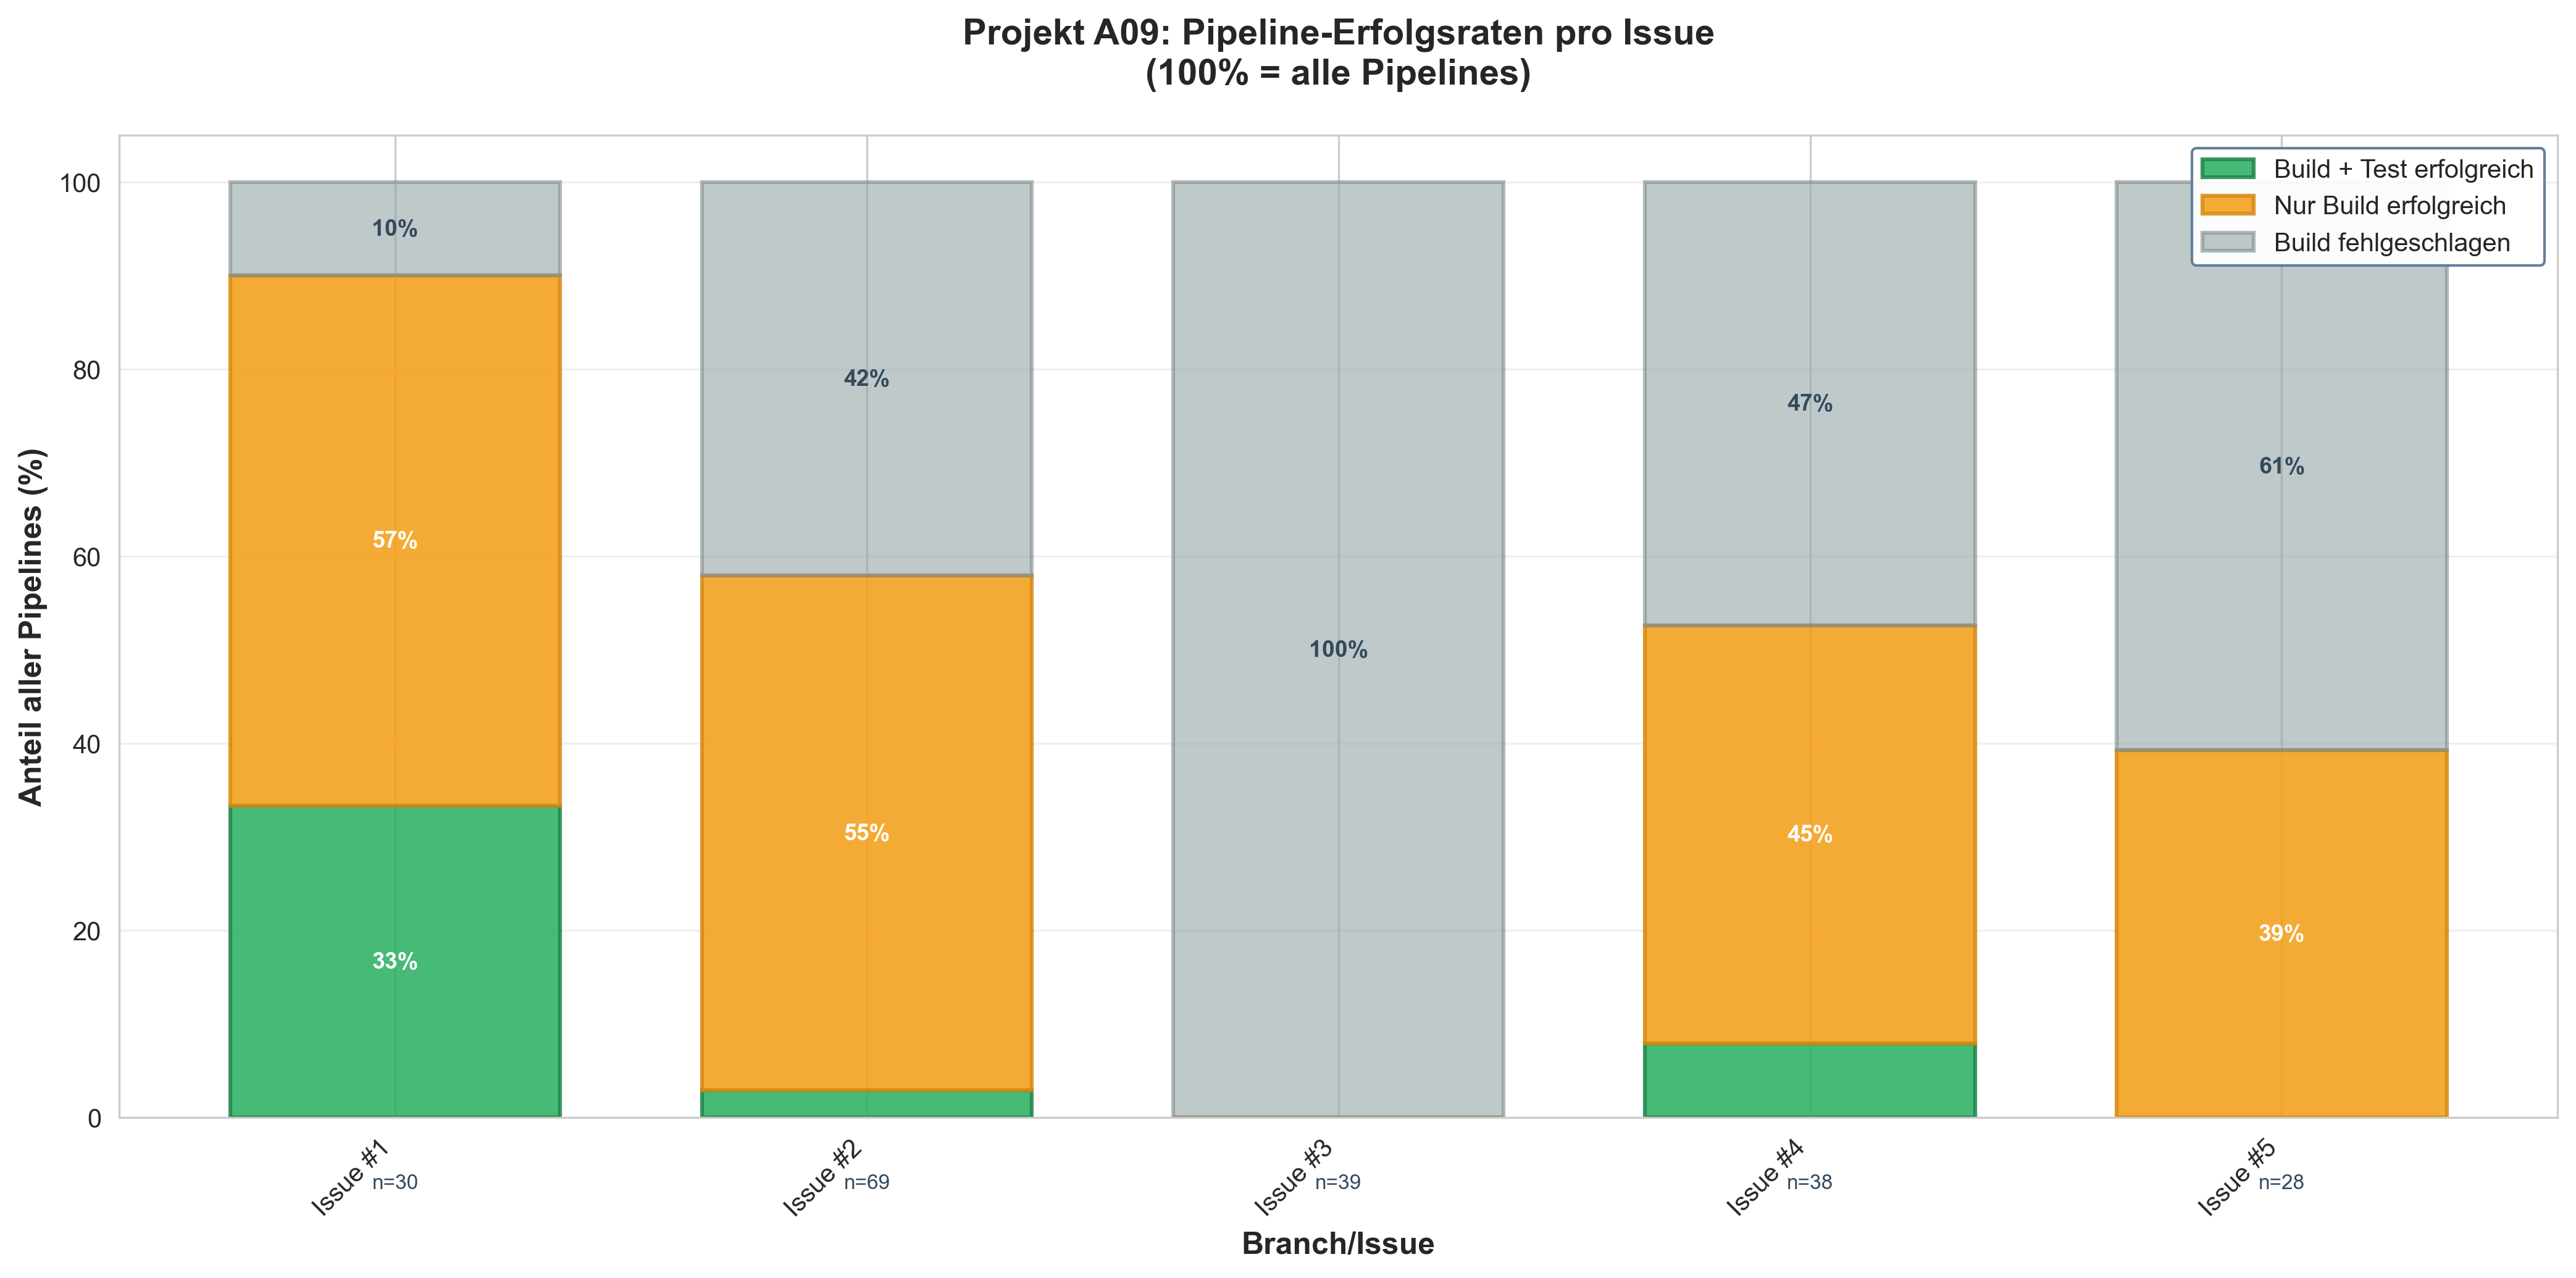 Projekt A09: Pipeline-Erfolgsraten pro Issue
(100% = alle Pipelines)
Build + Test erfolgreich
Nur Build erfolgreich
Build fehlgeschlagen
Anteil aller Pipelines (%)
100
80
60
40
20
0
10%
57%
33%
42%
55%
100%
47%
45%
61%
39%
Issue #1
n=30
Issue #2
n=69
Issue #3
n=39
Issue #4
n=38
Issue #5
n=28
Branch/Issue